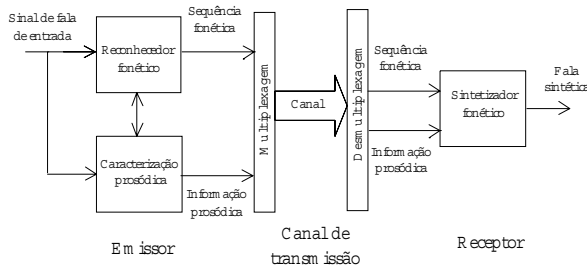 Sinal de fala
de entrada
Reconhecedor
fonético
Sequência
fonética
Caracterização
prosódica
Informação
prosódica
Multiplexagem
Canal
Desmultiplexagem
Sequência
fonética
Informação
prosódica
Sintetizador
fonético
Fala
sintética
Emissor
Canal de
transmissão
Receptor